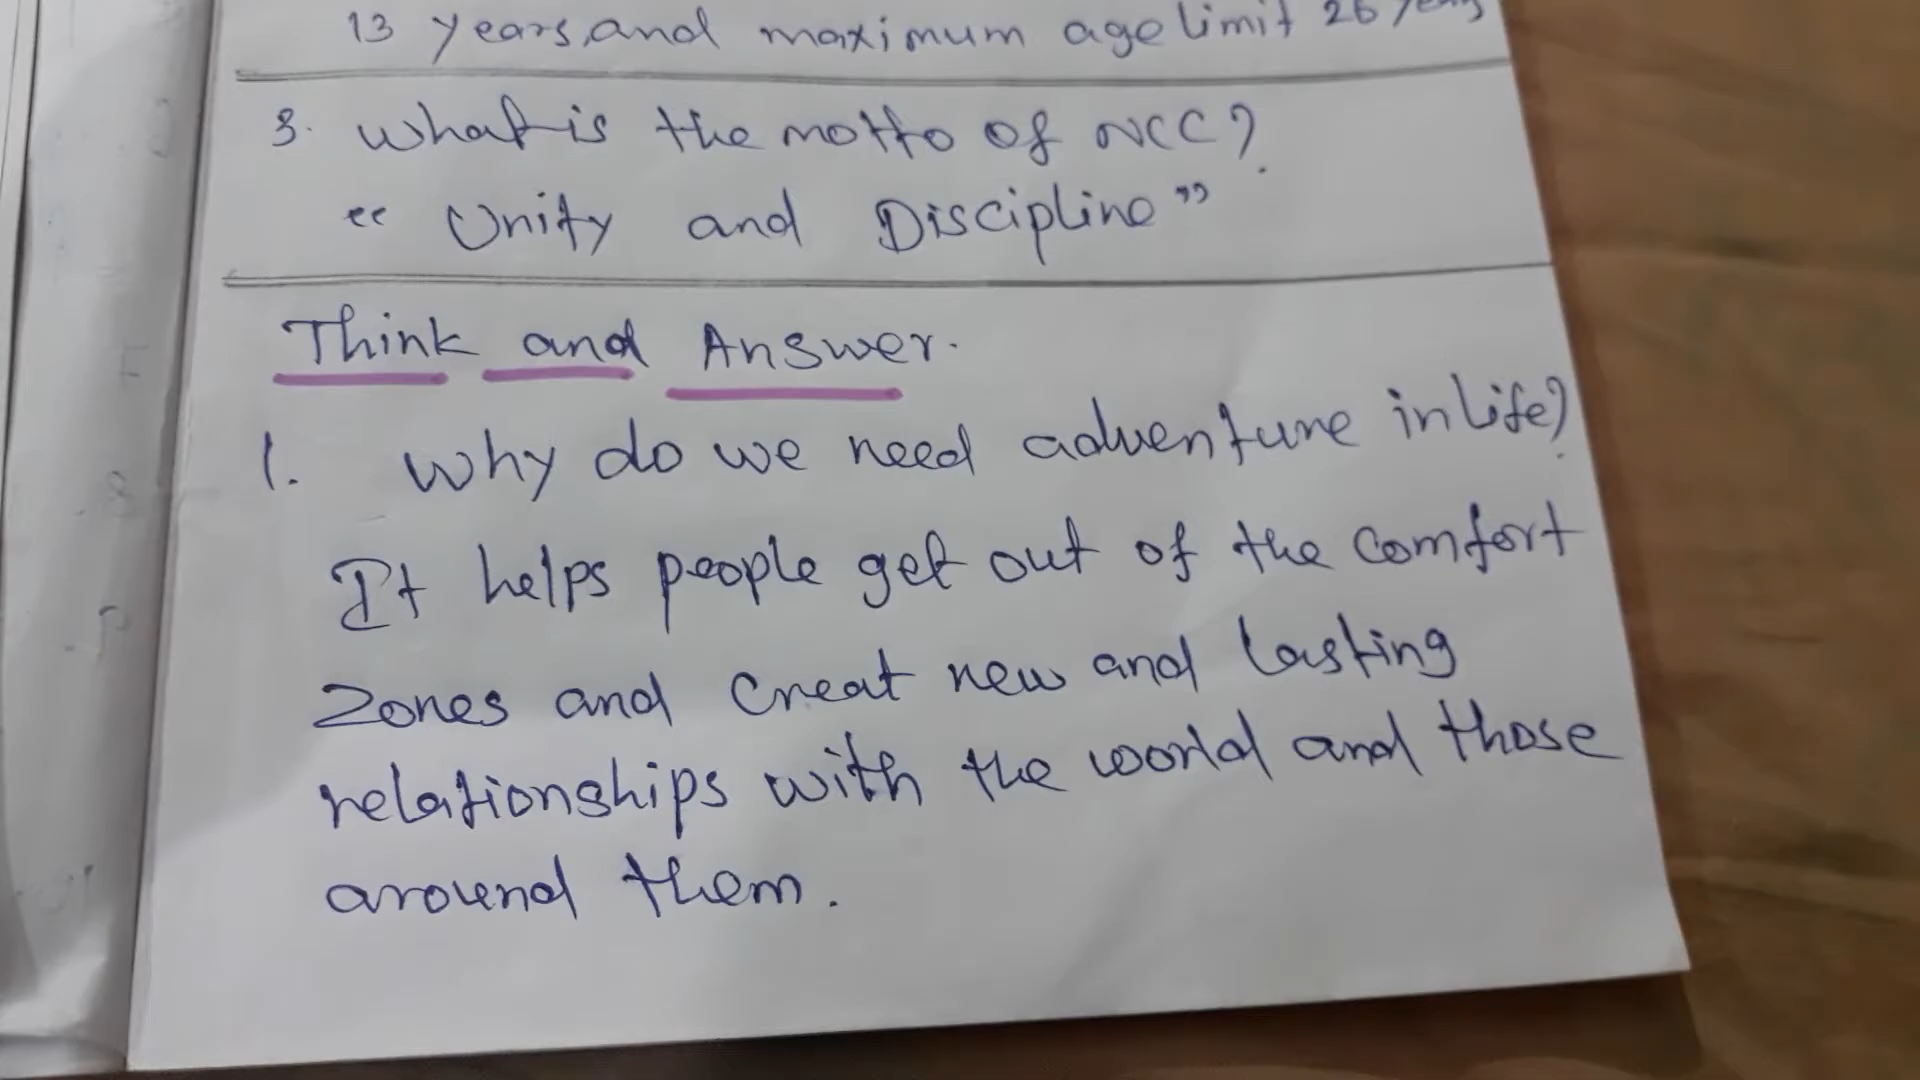 13 years, and maximum age limit 26 years
3. What is the motto of NCC?
" Unity and Discipline"
Think and Answer.
1. Why do we need adventure in life?
It helps people get out of the comfort
zones and creat new and lasting
relationships with the world and those
around them.